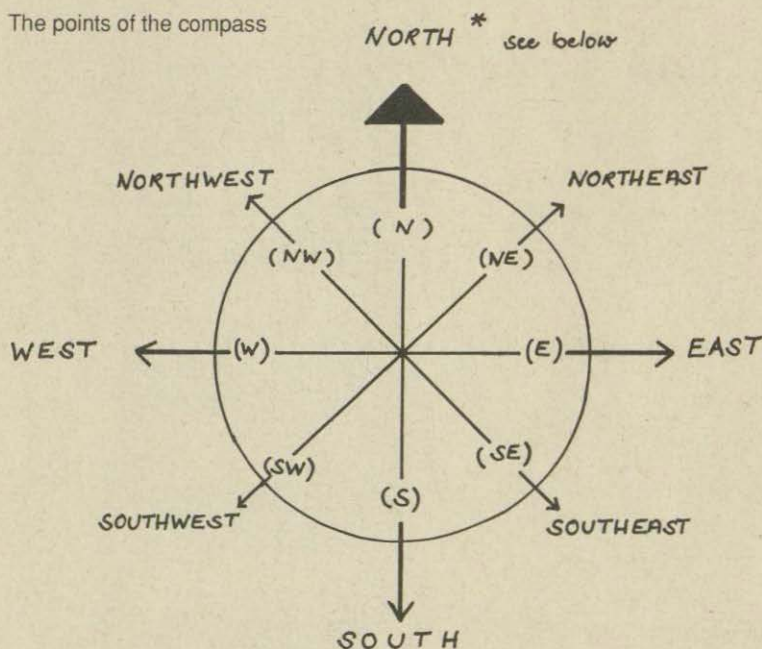 The points of the compass
NORTH * see below
NORTHWEST
NORTHEAST
(N)
(NW)
(NE)
WEST
(W)
(E)
EAST
(SW)
(SE)
(S)
SOUTHWEST
SOUTHEAST
SOUTH